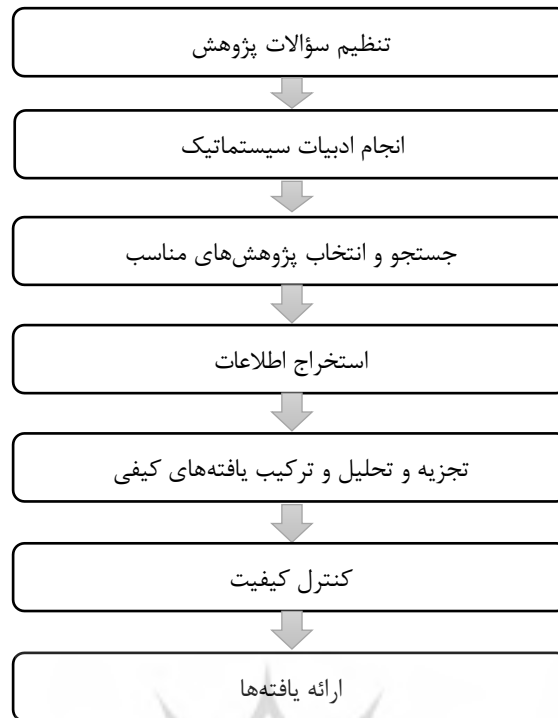 تنظیم سؤالات پژوهش
انجام ادبیات سیستماتیک
جستجو و انتخاب پژوهش‌های مناسب
استخراج اطلاعات
تجزیه و تحلیل و ترکیب یافته‌های کیفی
کنترل کیفیت
ارائه یافته‌ها